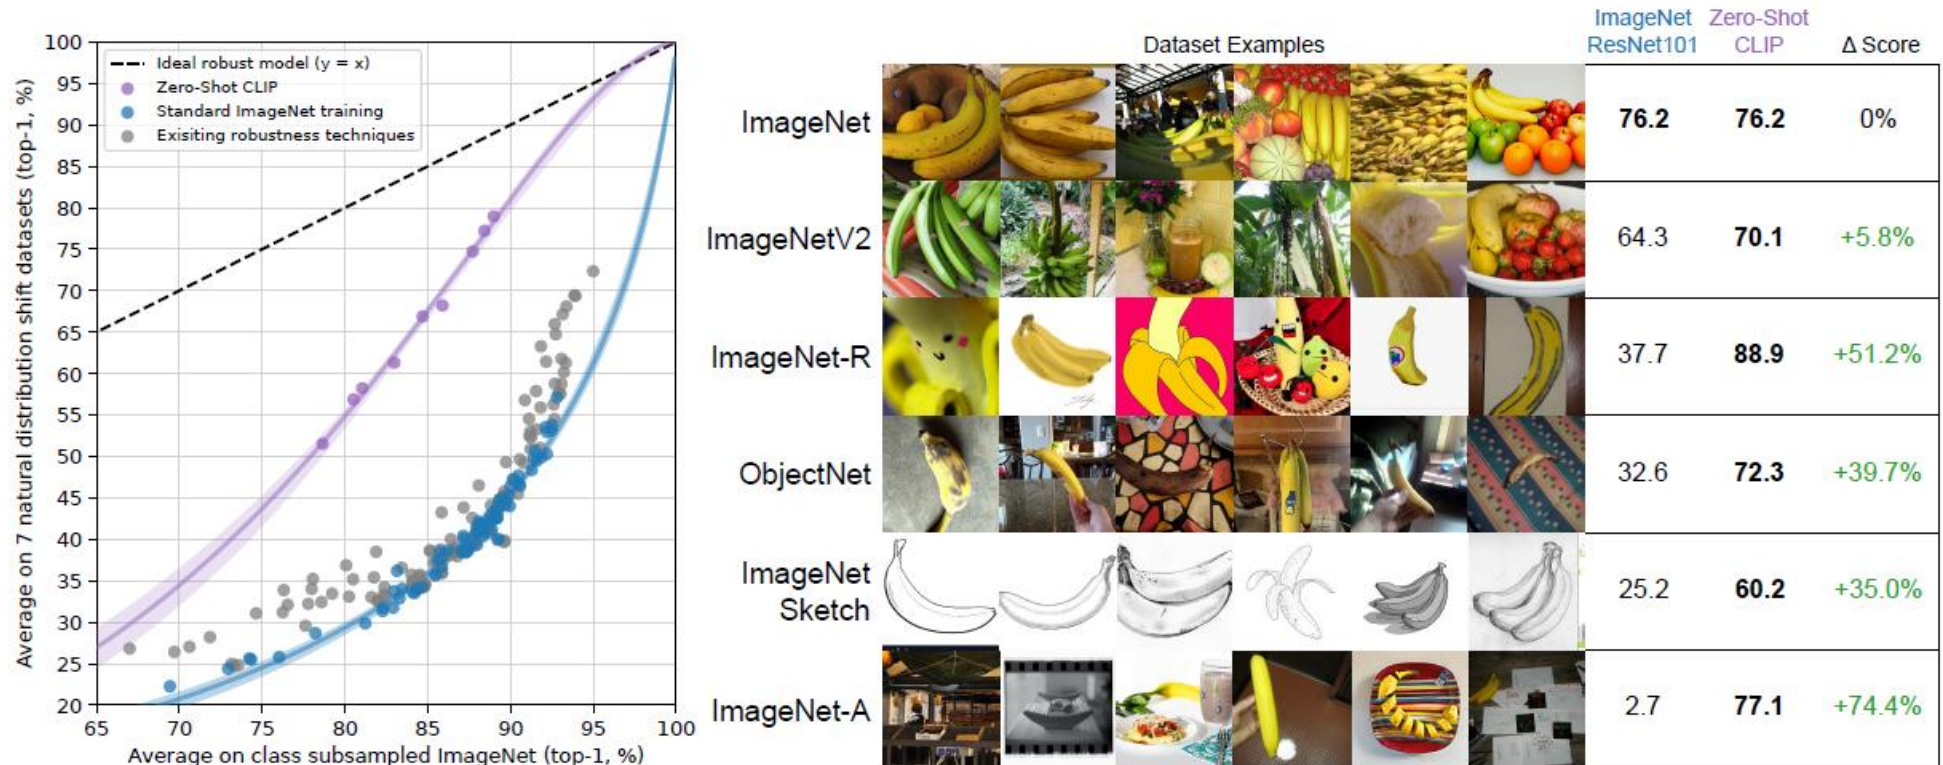 100
95
90
85
80
75
70
65
60
55
50
45
40
35
30
25
20
Average on 7 natural distribution shift datasets (top-1, %)
Ideal robust model (y = x)
Zero-Shot CLIP
Standard ImageNet training
Exisiting robustness techniques
65 70 75 80 85 90 95 100
Average on class subsampled ImageNet (top-1, %)
Dataset Examples
ImageNet
ResNet101
Zero-Shot
CLIP
Δ Score
ImageNet 76.2 76.2 0%
ImageNetV2 64.3 70.1 +5.8%
ImageNet-R 37.7 88.9 +51.2%
ObjectNet 32.6 72.3 +39.7%
ImageNet
Sketch 25.2 60.2 +35.0%
ImageNet-A 2.7 77.1 +74.4%